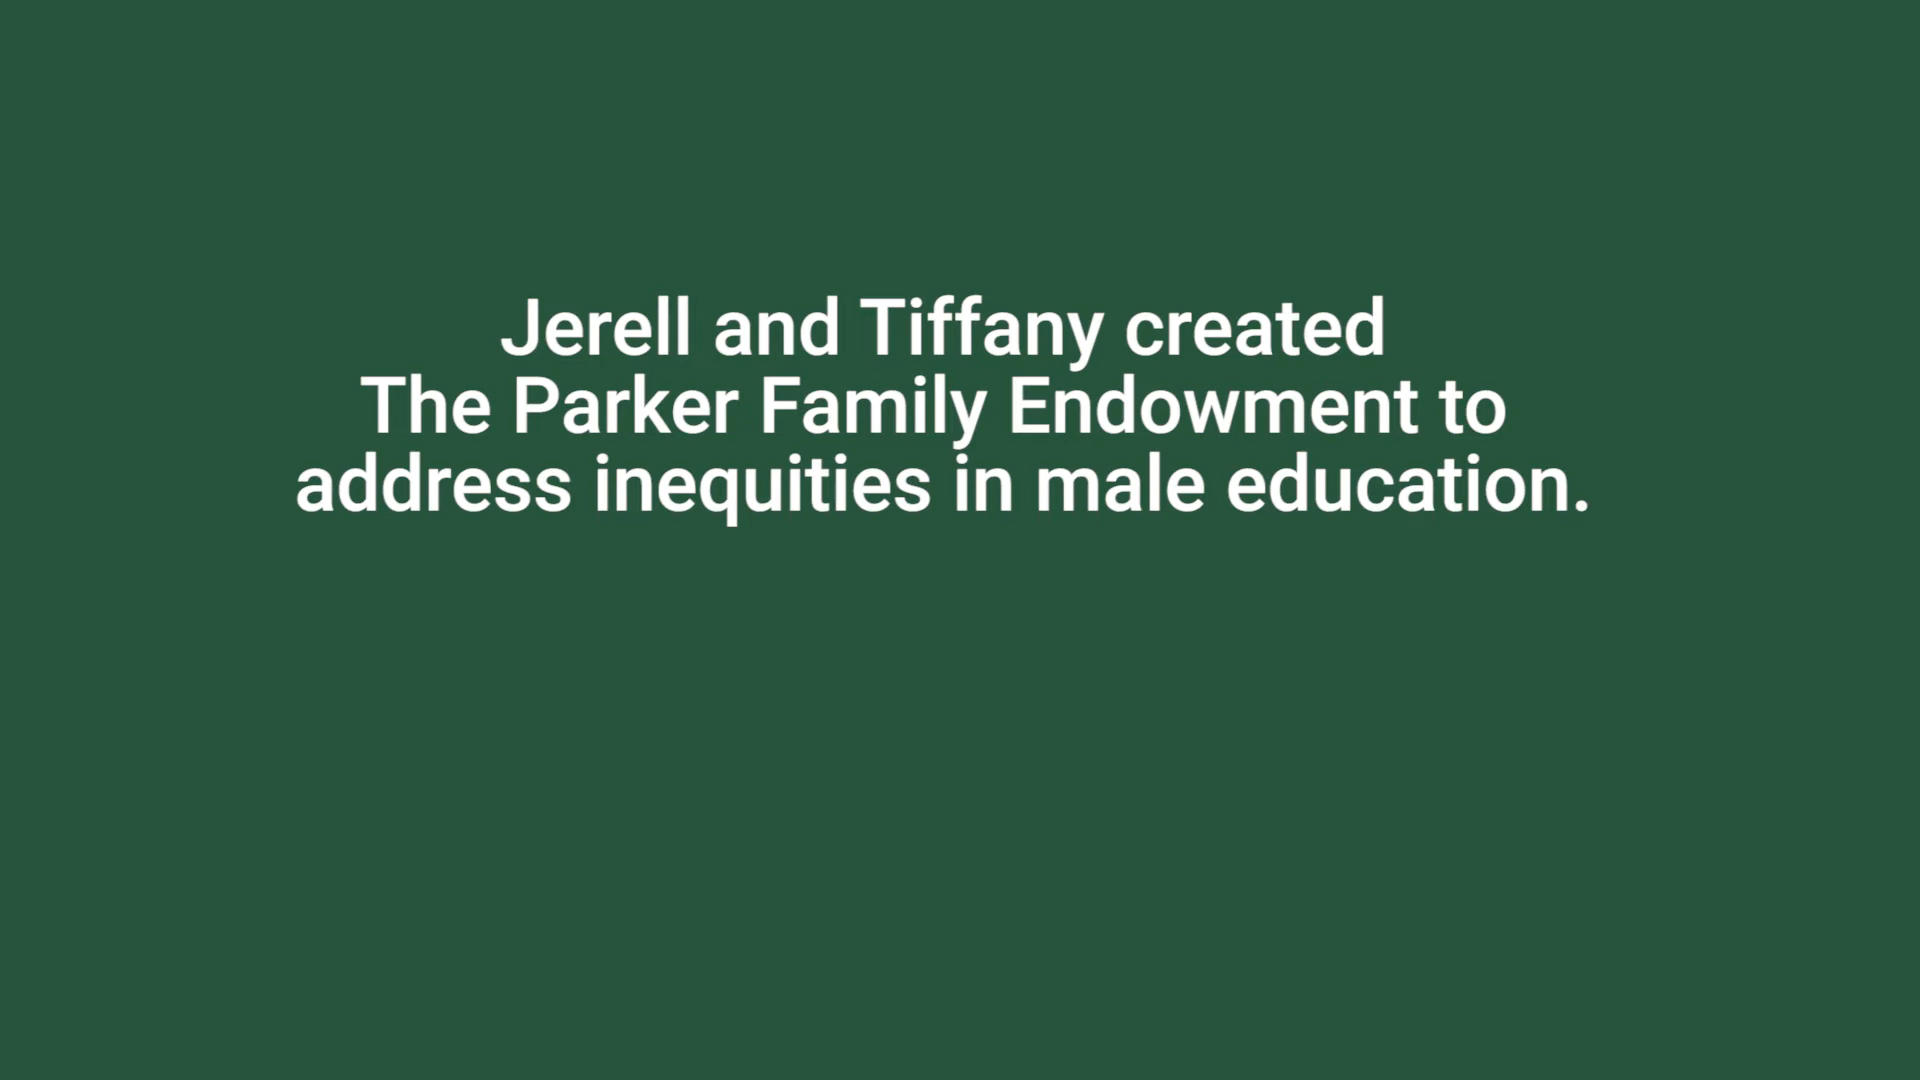 Jerell and Tiffany created
The Parker Family Endowment to
address inequities in male education.